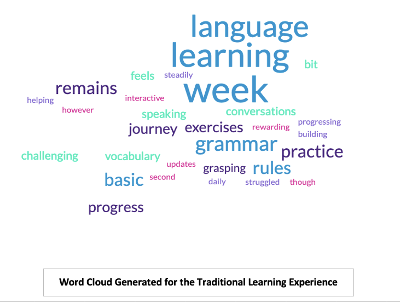 language
learning
bit
feels steadily
week
remains
helping
interactive
however
speaking conversations
journey exercises rewarding progressing
building
grammar
practice
challenging vocabulary
updates grasping rules
basic second daily struggled though
progress
Word Cloud Generated for the Traditional Learning Experience